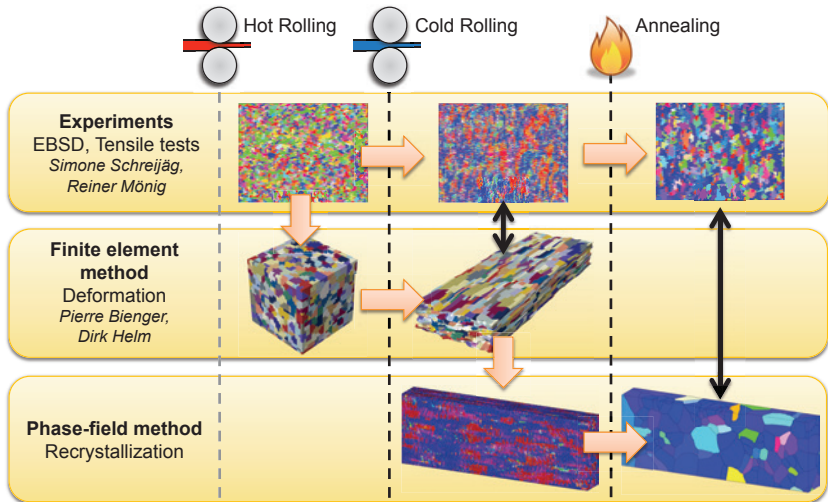 Hot Rolling
Cold Rolling
Annealing
Experiments
EBSD, Tensile tests
Simone Schreijäg,
Reiner Mönig
Finite element
method
Deformation
Pierre Bienger,
Dirk Helm
Phase-field method
Recrystallization